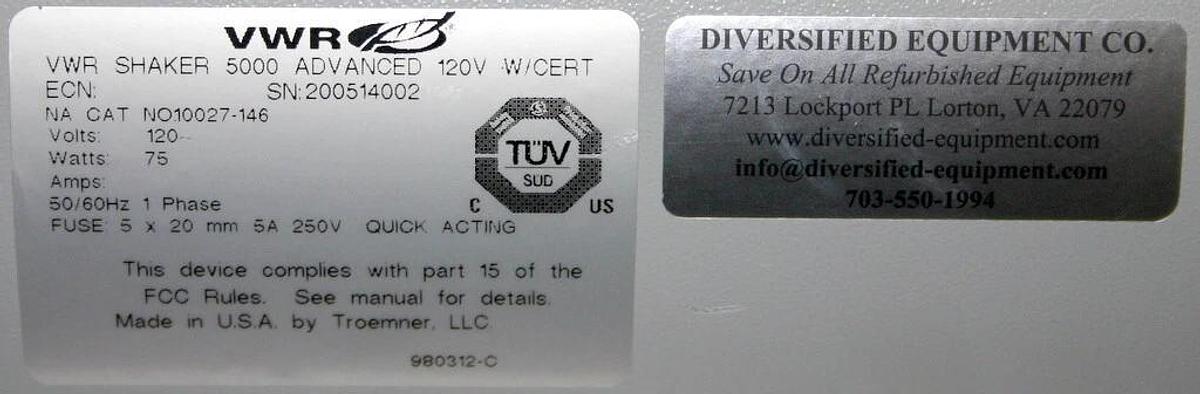 VWR
VWR SHAKER 5000 ADVANCED 120V W/CERT
ECN: SN:200514002
NA CAT NO.10027-146
Volts: 120~
Watts: 75
Amps:
50/60Hz 1 Phase
FUSE: 5 x 20 mm 5A 250V QUICK ACTING
TÜV
SÜD
C US
This device complies with part 15 of the
FCC Rules. See manual for details.
Made in U.S.A. by Troemner, LLC
980312-C
DIVERSIFIED EQUIPMENT CO.
Save On All Refurbished Equipment
7213 Lockport PL Lorton, VA 22079
www.diversified-equipment.com
info@diversified-equipment.com
703-550-1994